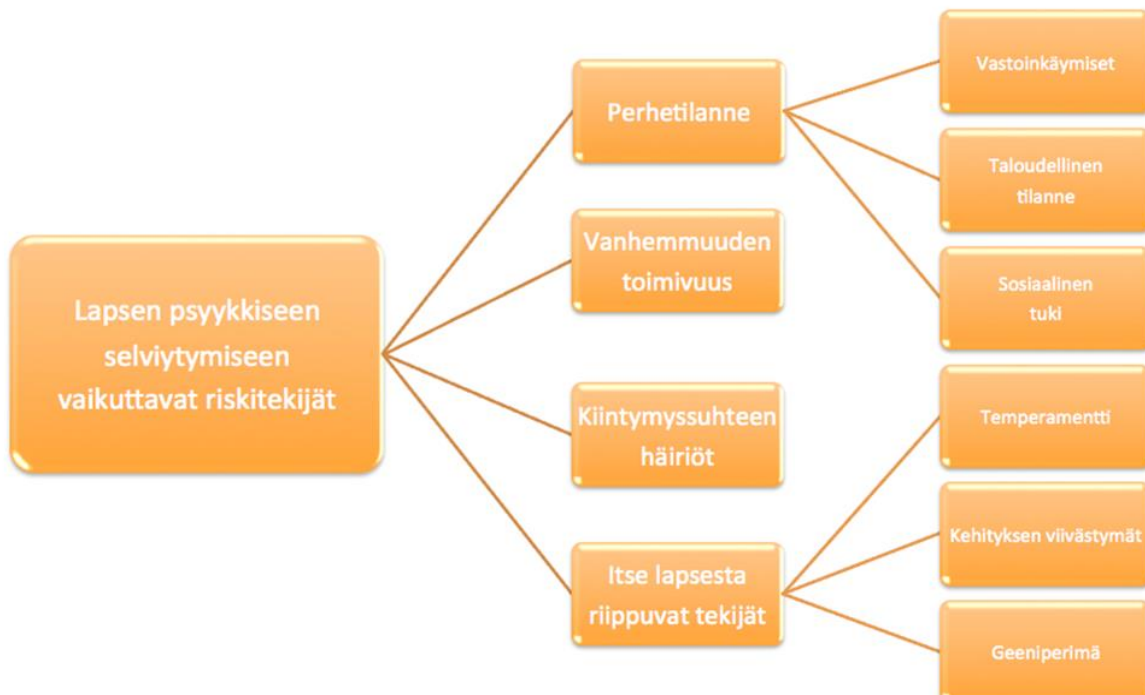 Lapsen psyykkiseen
selviytymiseen
vaikuttavat riskitekijät
Perhetilanne
Vanhemmuuden
toimivuus
Kiintymyssuhteen
häiriöt
Itse lapsesta
riippuvat tekijät
Vastoinkäymiset
Taloudellinen
tilanne
Sosiaalinen
tuki
Temperamentti
Kehityksen viivästymät
Geeniperimä